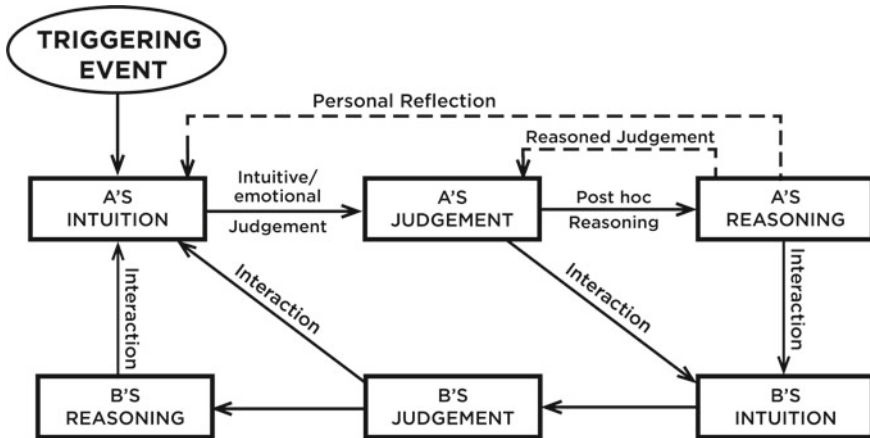 TRIGGERING
EVENT
Personal Reflection
Reasoned Judgement
A'S
INTUITION
Intuitive/
emotional
Judgement
A'S
JUDGEMENT
Post hoc
Reasoning
A'S
REASONING
Interaction
Interaction
Interaction
Interaction
B'S
REASONING
B'S
JUDGEMENT
B'S
INTUITION